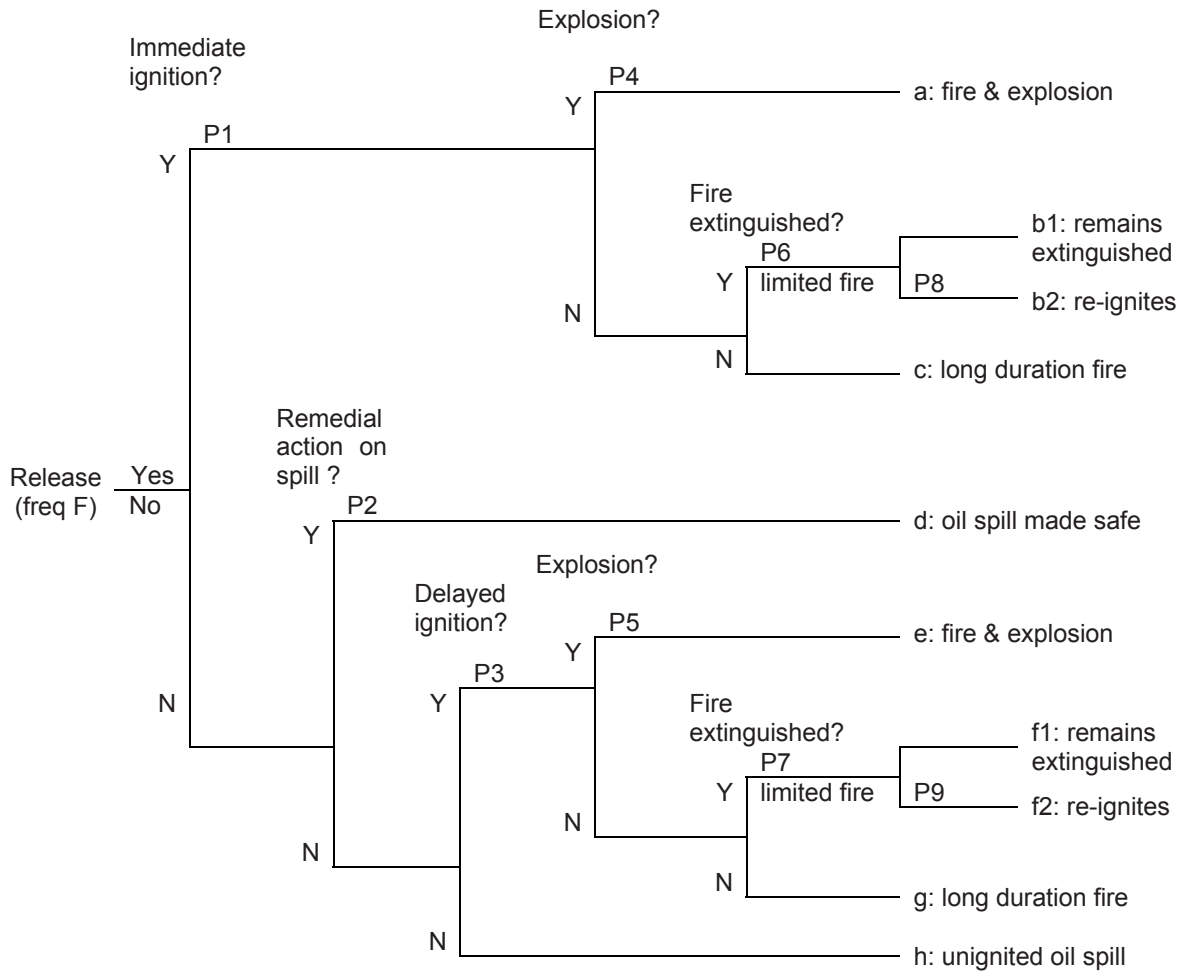 Explosion?
Immediate
ignition?
P4
Y
a: fire & explosion
P1
Y
Fire
extinguished?
b1: remains
extinguished
P6
Y
limited fire
P8
b2: re-ignites
N
N
c: long duration fire
Remedial
action on
spill ?
Release
(freq F)
Yes
No
P2
Y
d: oil spill made safe
Explosion?
Delayed
ignition?
P5
Y
e: fire & explosion
P3
Y
N
Fire
extinguished?
f1: remains
extinguished
P7
Y
limited fire
P9
f2: re-ignites
N
N
N
g: long duration fire
N
h: unignited oil spill